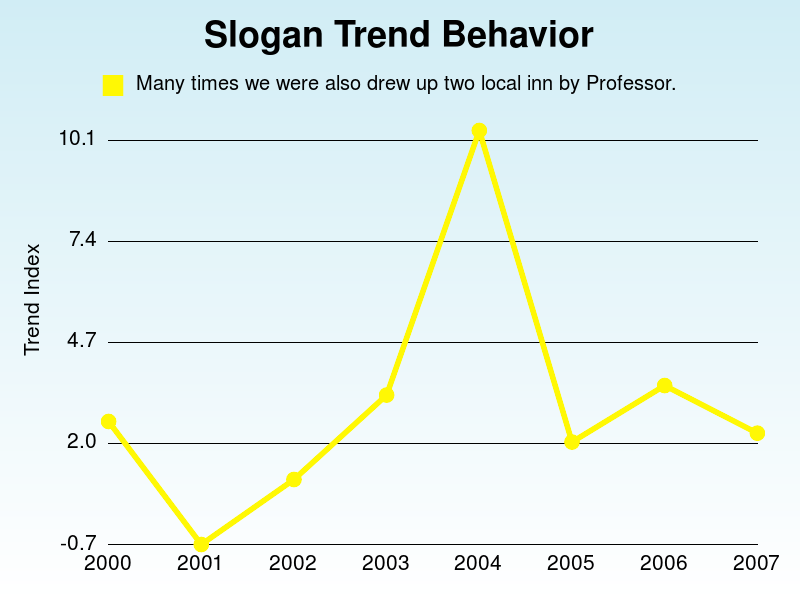 Slogan Trend Behavior
Many times we were also drew up two local inn by Professor.
Trend Index
10.1
7.4
4.7
2.0
-0.7
2000 2001 2002 2003 2004 2005 2006 2007